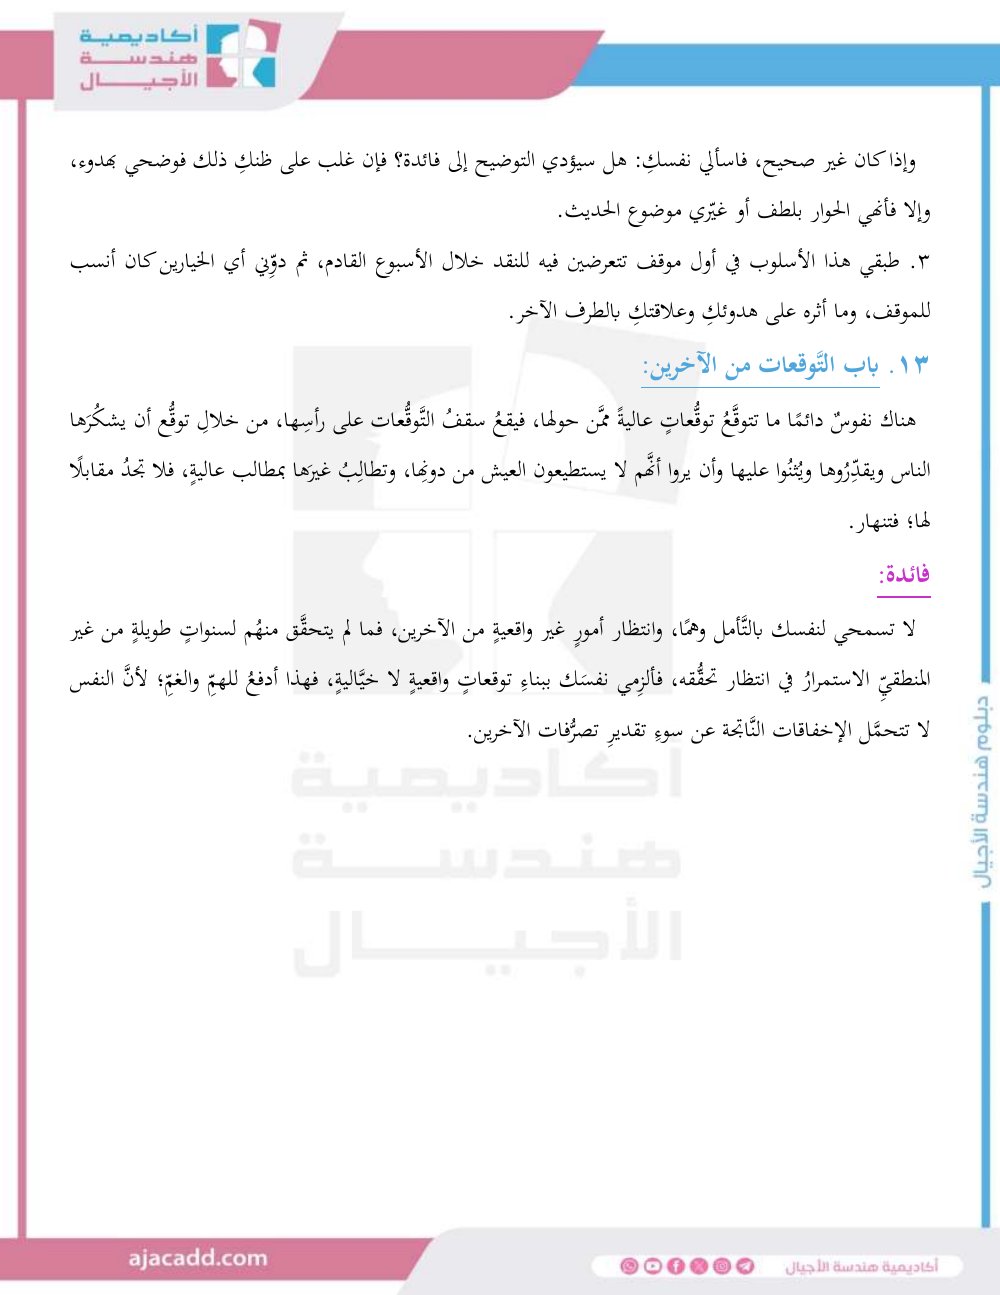 أكاديمية
هندسة
الأجيال
وإذا كان غير صحيح، فاسألي نفسكِ: هل سيؤدي التوضيح إلى فائدة؟ فإن غلب على ظنكِ ذلك فوضحي بهدوء،
وإلا فأنهي الحوار بلطف أو غيّري موضوع الحديث.
٣. طبقي هذا الأسلوب في أول موقف تتعرضين فيه للنقد خلال الأسبوع القادم، ثم دوّني أي الخيارين كان أنسب
للموقف، وما أثره على هدوئكِ وعلاقتكِ بالطرف الآخر.
١٣. باب التَّوقعات من الآخرين:
هناك نفوسٌ دائمًا ما تتوقَّعُ توقُّعاتٍ عاليةً ممَّن حولها، فيقعُ سقفُ التَّوقُّعات على رأسِها، من خلالِ توقُّع أن يشكُرَها
الناس ويقدِّرُوها ويُثنُوا عليها وأن يروا أنَّهم لا يستطيعون العيش من دونِها، وتطالِبُ غيرَها بمطالب عاليةٍ، فلا تجدُ مقابلًا
لها؛ فتنهار.
فائدة:
لا تسمحي لنفسك بالتَّأمل وهمًا، وانتظار أمورٍ غير واقعيةٍ من الآخرين، فما لم يتحقَّق منهُم لسنواتٍ طويلةٍ من غير
المنطقيِّ الاستمرارُ في انتظار تحقُّقه، فألزِمي نفسَك ببناءِ توقعاتٍ واقعيةٍ لا خيَّاليةٍ، فهذا أدفعُ للهمِّ والغمِّ؛ لأنَّ النفس
لا تتحمَّل الإخفاقات النَّاتجة عن سوءِ تقديرِ تصرُّفات الآخرين.
أكاديمية
هندسة
الأجيال
دبلوم هندسة الأجيال
ajacadd.com
أكاديمية هندسة الأجيال